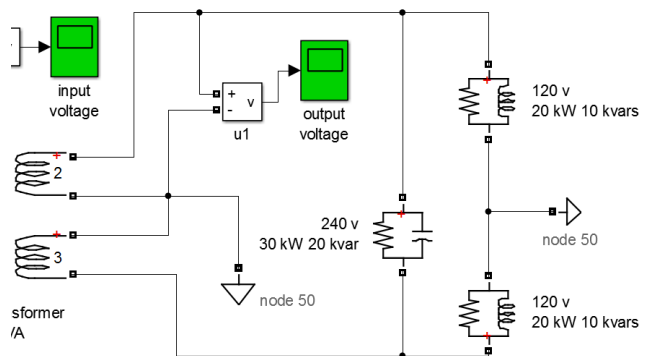 input
voltage
+
-
v
u1
output
voltage
120 v
20 kW 10 kvars
+
2
+
3
240 v
30 kW 20 kvar
node 50
node 50
120 v
20 kW 10 kvars
sformer
VA